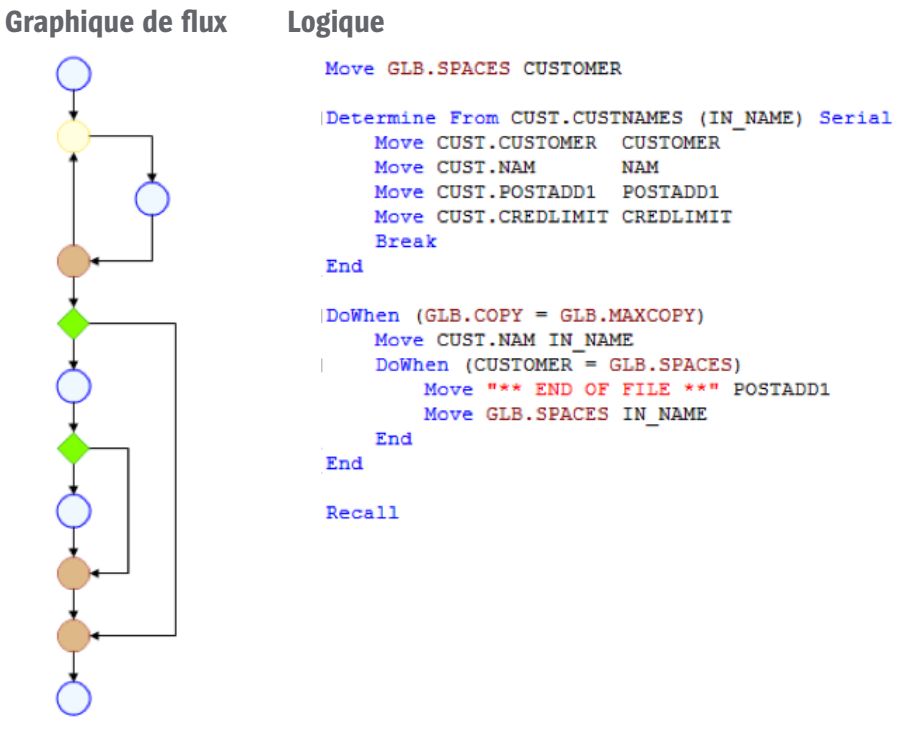 Graphique de flux Logique
Move GLB.SPACES CUSTOMER
Determine From CUST.CUSTNAMES (IN_NAME) Serial
Move CUST.CUSTOMER CUSTOMER
Move CUST.NAM NAM
Move CUST.POSTADD1 POSTADD1
Move CUST.CREDLIMIT CREDLIMIT
Break
End
DoWhen (GLB.COPY = GLB.MAXCOPY)
Move CUST.NAM IN_NAME
DoWhen (CUSTOMER = GLB.SPACES)
Move "** END OF FILE **" POSTADD1
Move GLB.SPACES IN_NAME
End
End
Recall